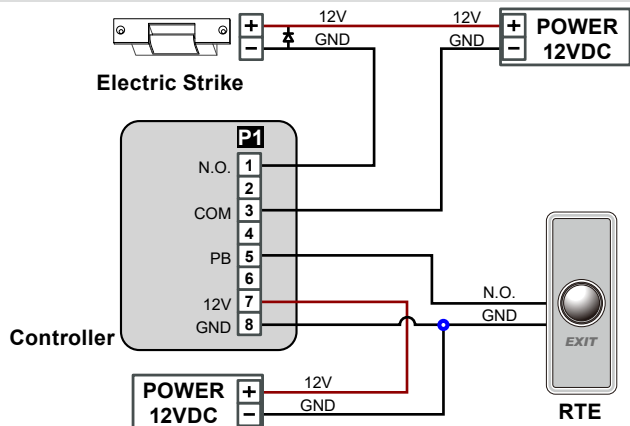 + 12V 12V + POWER
− GND GND − 12VDC
Electric Strike
P1
N.O. 1
2
COM 3
4
PB 5
6
12V 7
GND 8
Controller
N.O.
GND
EXIT
RTE
POWER + 12V
12VDC − GND